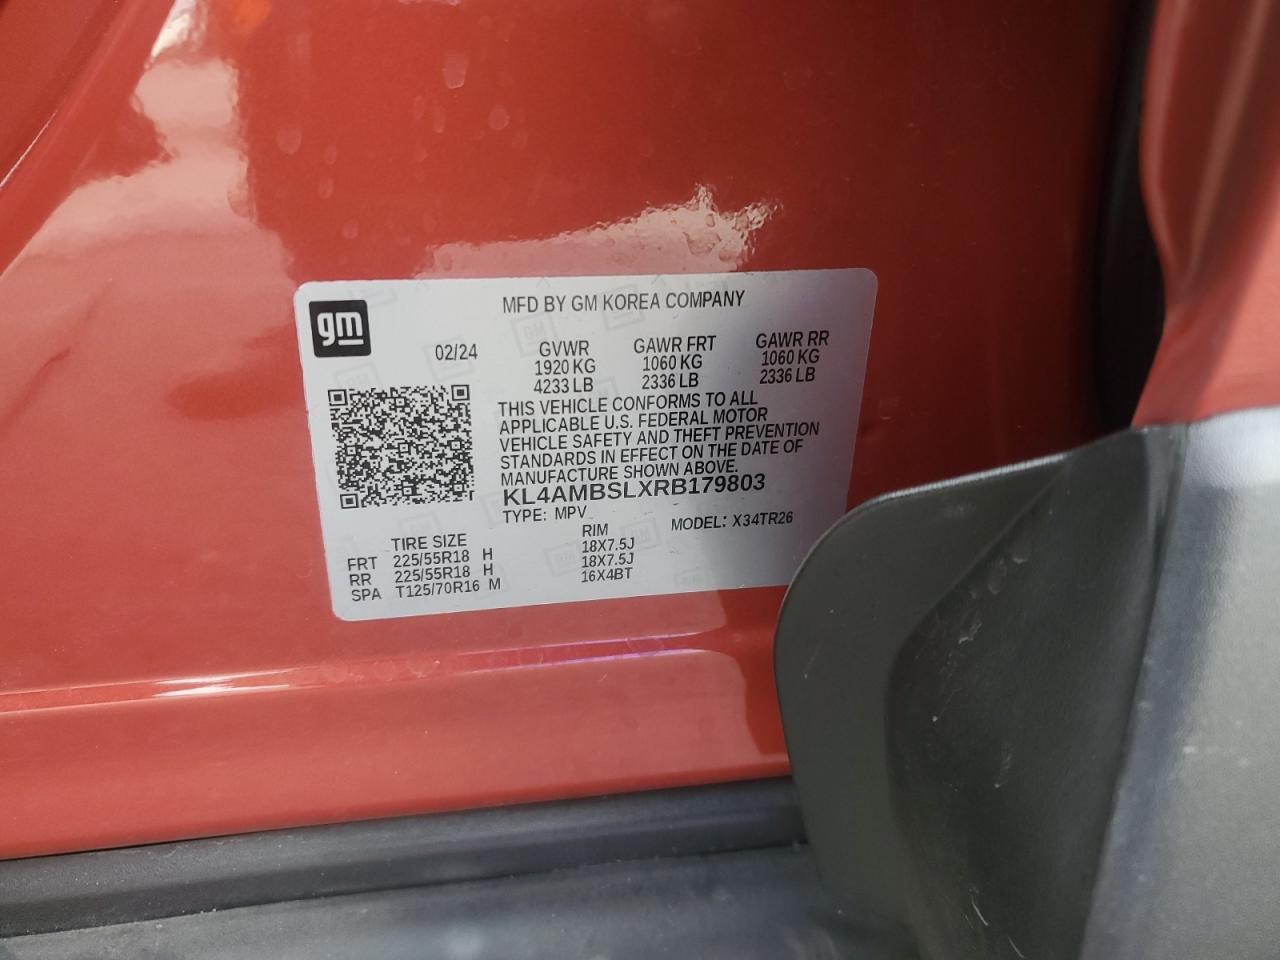 gm
MFD BY GM KOREA COMPANY
02/24
GVWR GAWR FRT GAWR RR
1920 KG 1060 KG 1060 KG
4233 LB 2336 LB 2336 LB
THIS VEHICLE CONFORMS TO ALL
APPLICABLE U.S. FEDERAL MOTOR
VEHICLE SAFETY AND THEFT PREVENTION
STANDARDS IN EFFECT ON THE DATE OF
MANUFACTURE SHOWN ABOVE.
KL4AMBSLXRB179803
TYPE: MPV MODEL: X34TR26
TIRE SIZE RIM
FRT 225/55R18 H 18X7.5J
RR 225/55R18 H 18X7.5J
SPA T125/70R16 M 16X4BT